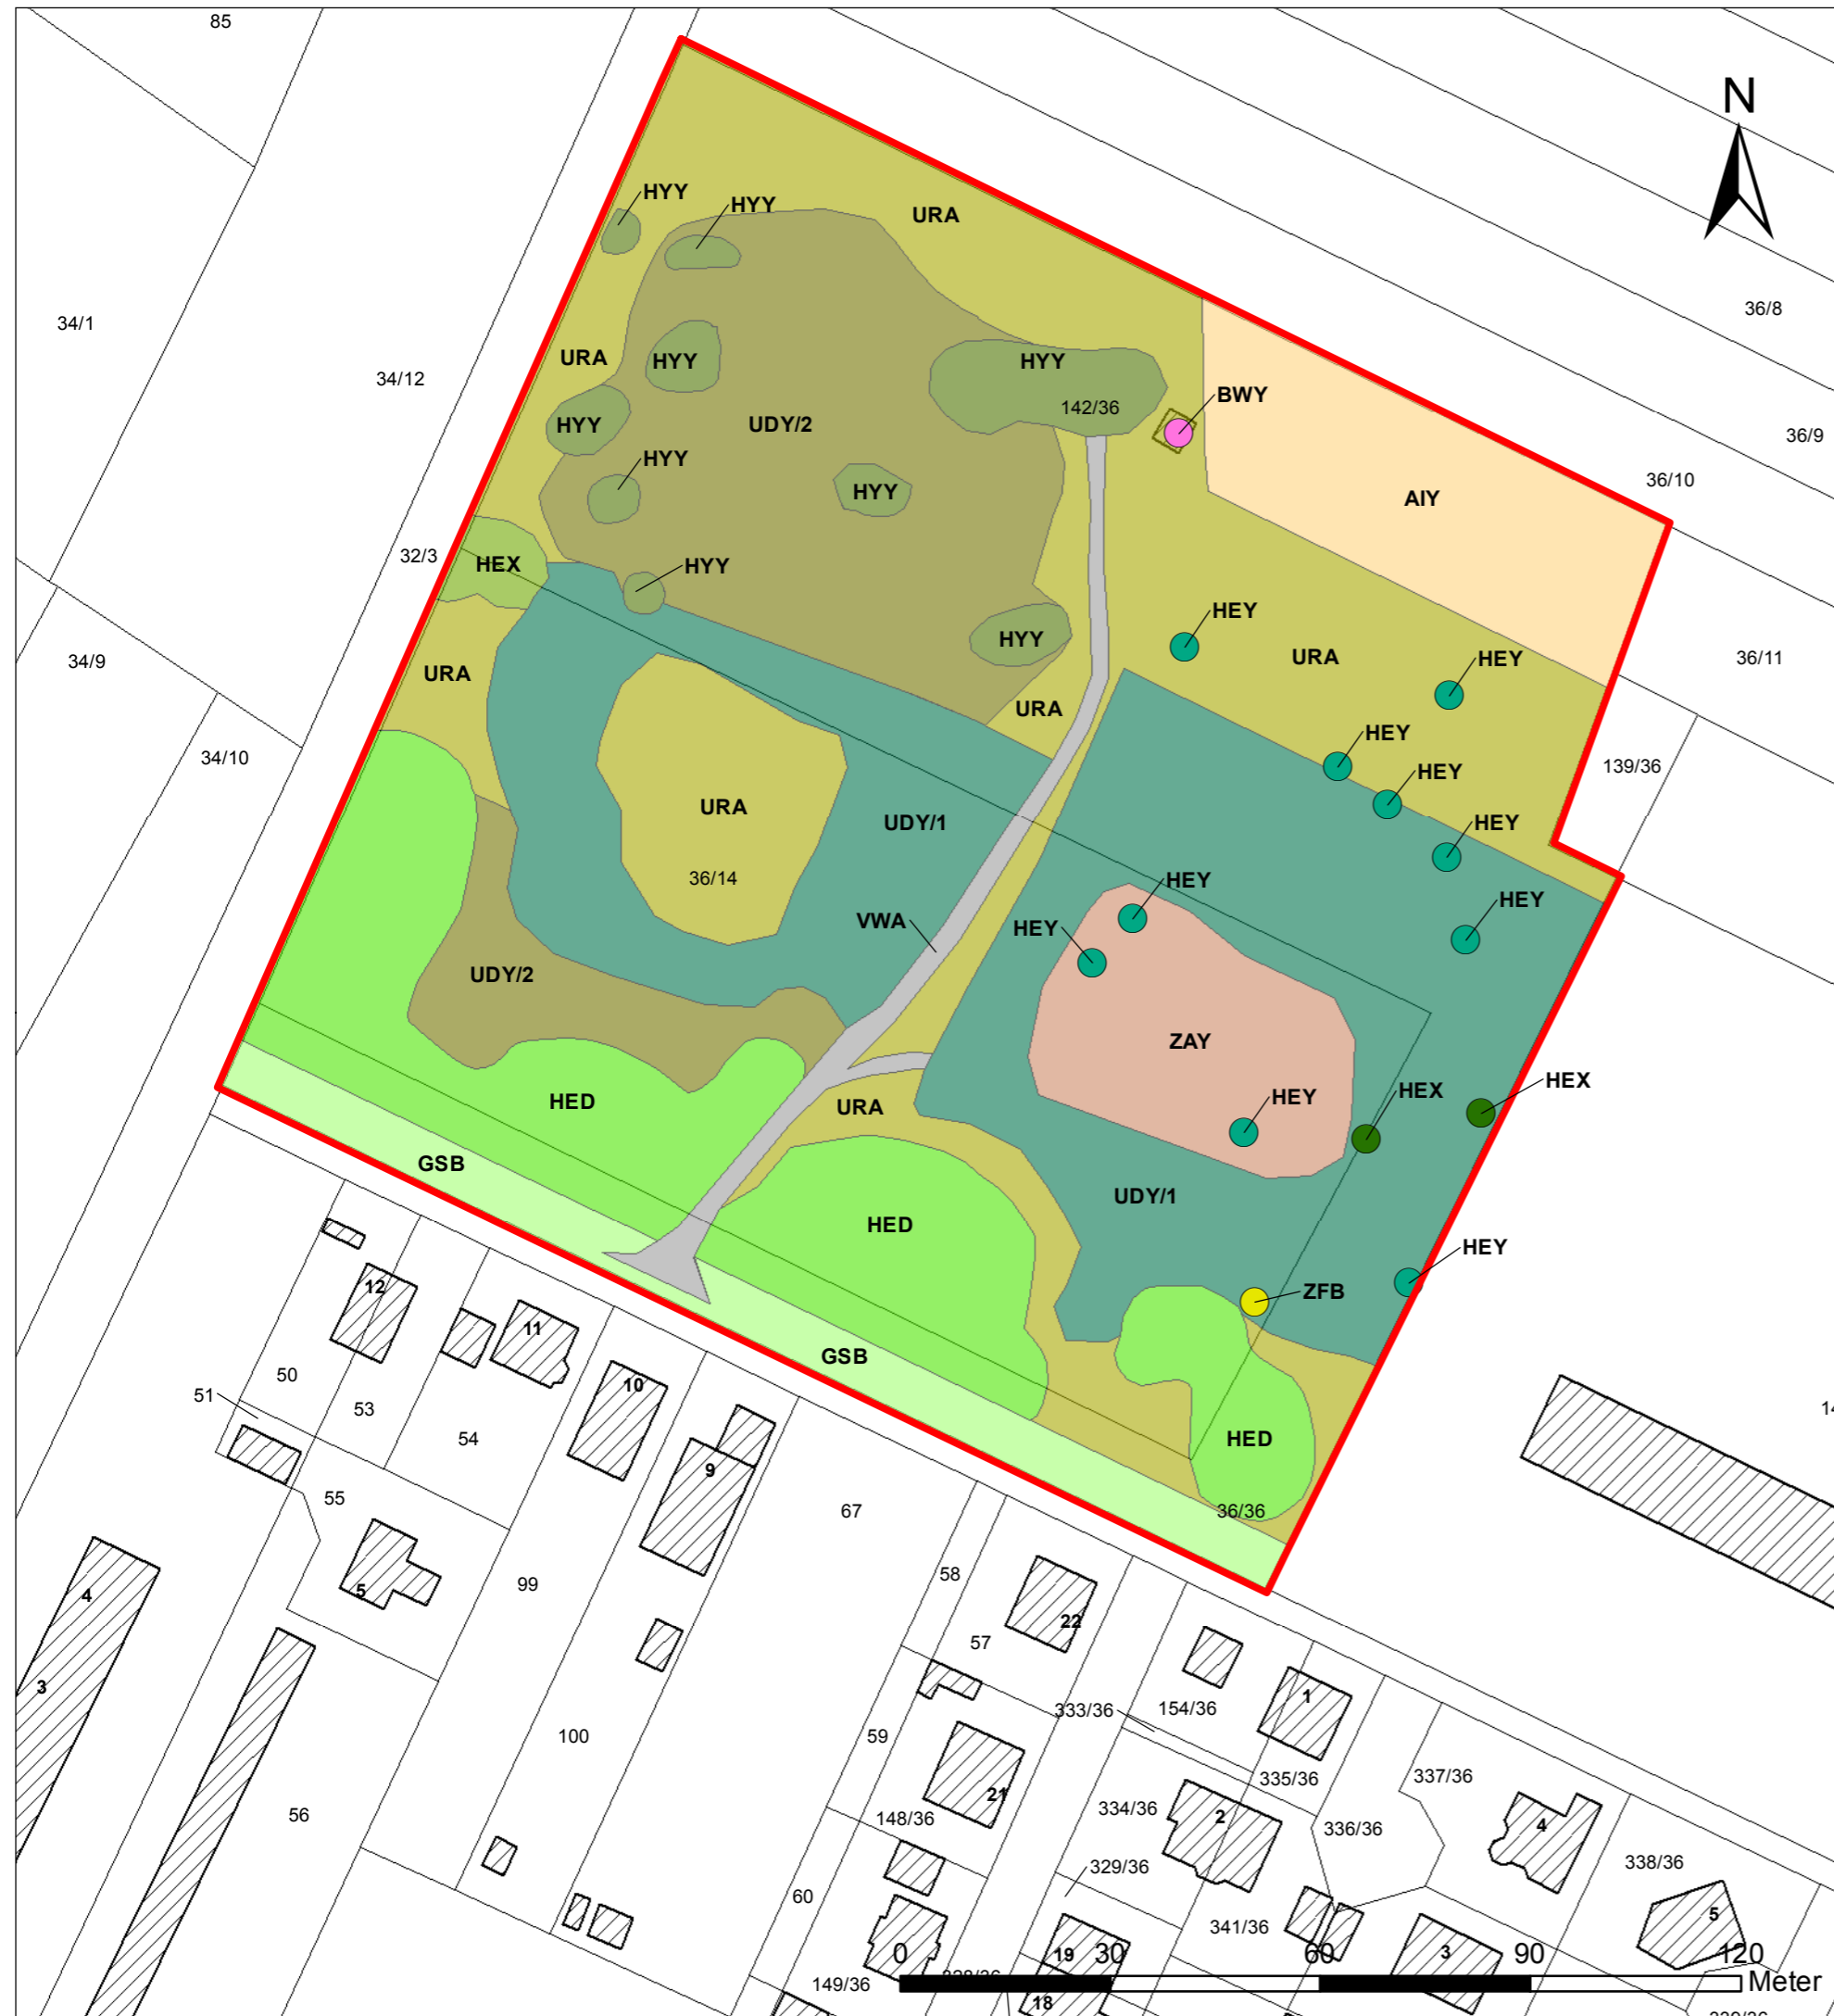 85
N
HYY
HYY
URA
36/8
34/1
URA
HYY
HYY
34/12
BWY
142/36
HYY
UDY/2
36/9
HYY
36/10
HYY
AIY
32/3
HEX
HYY
HEY
HYY
URA
HEY
36/11
34/9
URA
URA
HEY
34/10
139/36
HEY
URA
UDY/1
HEY
36/14
HEY
HEY
VWA
HEY
UDY/2
ZAY
HEX
HEX
HED
URA
HEY
GSB
UDY/1
HED
HEY
12
ZFB
11
GSB
50
10
51
53
54
HED
9
55
67
36/36
58
99
4
5
22
57
3
1
154/36
333/36
59
100
335/36
337/36
21
334/36
2
148/36
56
336/36
4
338/36
329/36
60
5
341/36
0 30 60 90 120
19
3
Meter
149/36
18